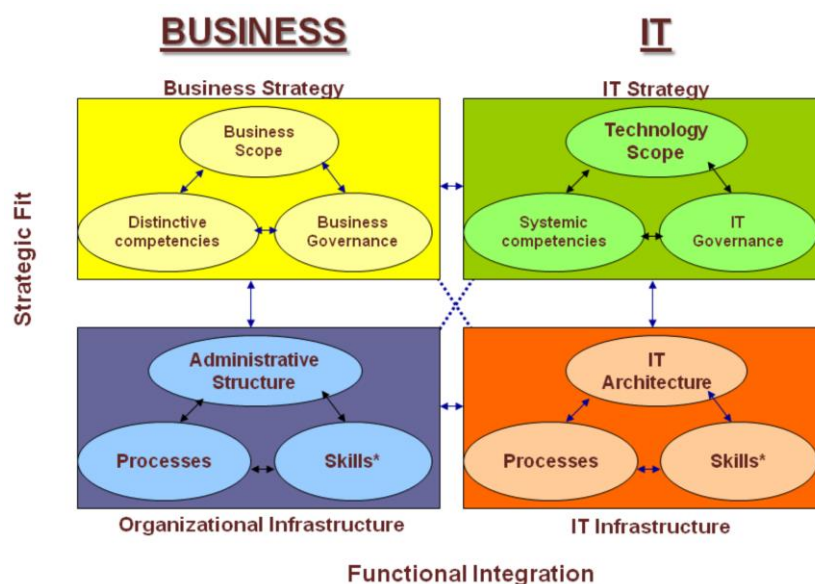 BUSINESS
IT
Business Strategy
IT Strategy
Business
Scope
Technology
Scope
Distinctive
competencies
Business
Governance
Systemic
competencies
IT
Governance
Strategic Fit
Administrative
Structure
IT
Architecture
Processes
Skills*
Processes
Skills*
Organizational Infrastructure
IT Infrastructure
Functional Integration